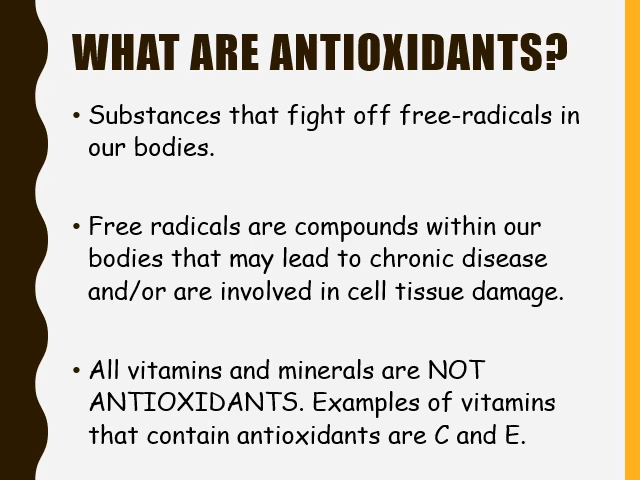 WHAT ARE ANTIOXIDANTS?
• Substances that fight off free-radicals in
our bodies.
• Free radicals are compounds within our
bodies that may lead to chronic disease
and/or are involved in cell tissue damage.
• All vitamins and minerals are NOT
ANTIOXIDANTS. Examples of vitamins
that contain antioxidants are C and E.